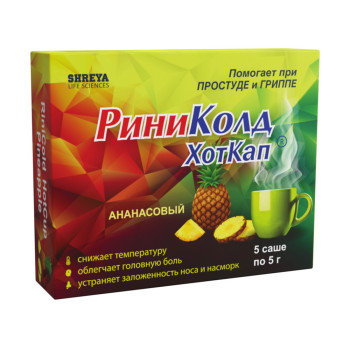 SHREYA
LIFE SCIENCES
Помогает при
ПРОСТУДЕ и ГРИППЕ
РиниКолд
ХотКап®
АНАНАСОВЫЙ
снижает температуру
облегчает головную боль
устраняет заложенность носа и насморк
5 саше
по 5 г
RiniCold HotCup
Pineapple